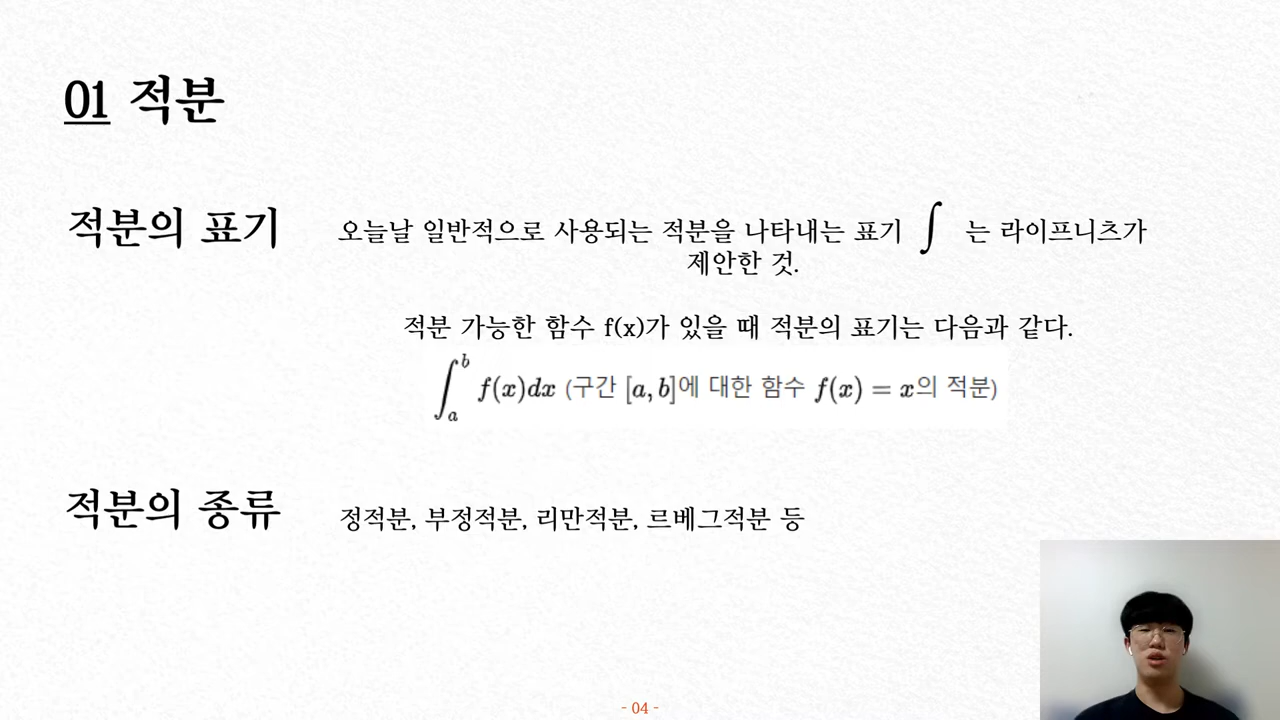 01 적분
적분의 표기
오늘날 일반적으로 사용되는 적분을 나타내는 표기 ∫ 는 라이프니츠가
제안한 것.
적분 가능한 함수 f(x)가 있을 때 적분의 표기는 다음과 같다.
∫_a^b f(x)dx (구간 [a, b]에 대한 함수 f(x) = x의 적분)
적분의 종류
정적분, 부정적분, 리만적분, 르베그적분 등
- 04 -